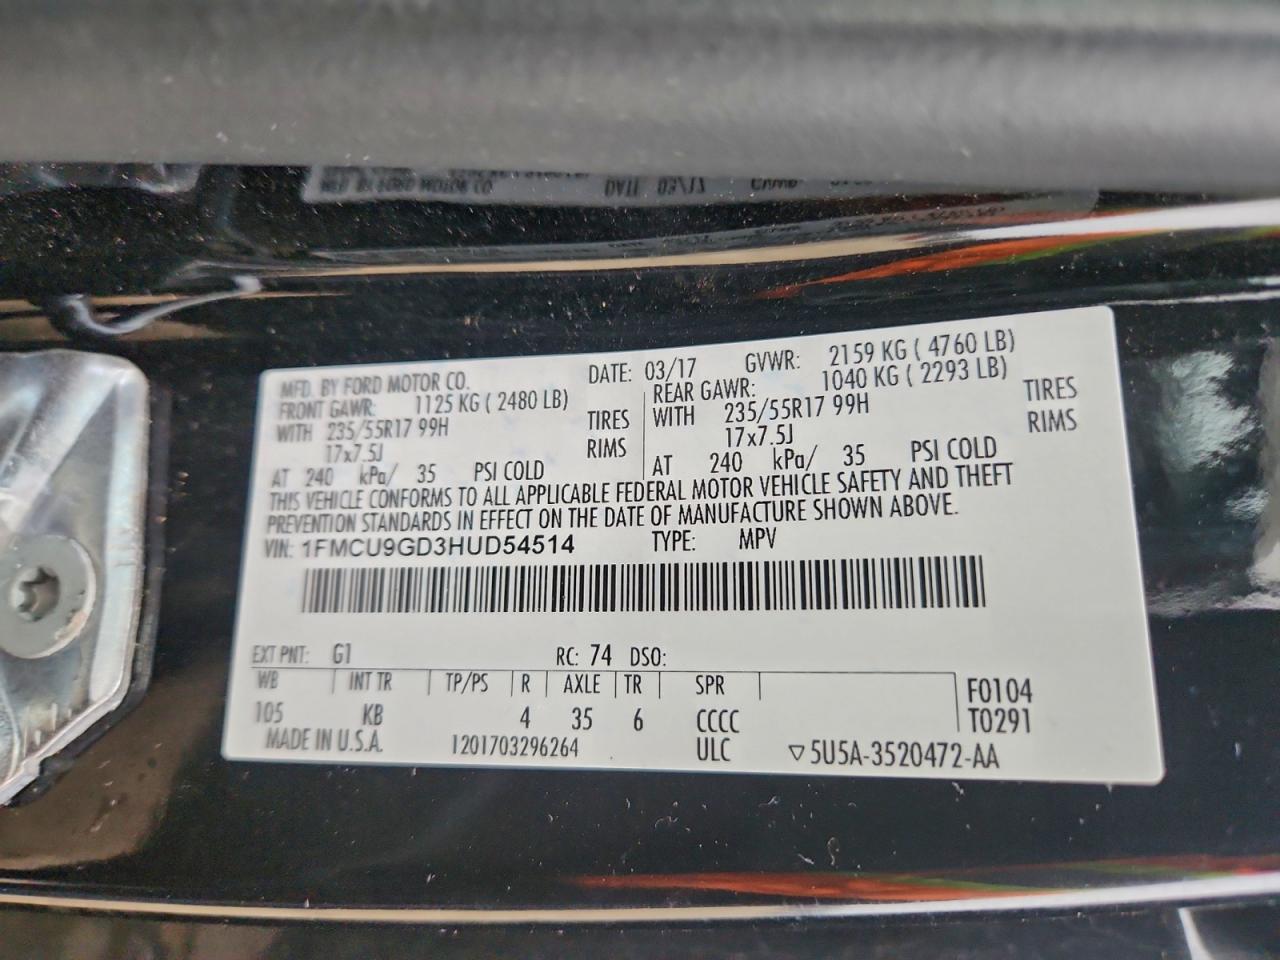 MFD. BY FORD MOTOR CO. DATE: 03/17 GVWR: 2159 KG ( 4760 LB)
FRONT GAWR: 1125 KG ( 2480 LB) REAR GAWR: 1040 KG ( 2293 LB)
WITH 235/55R17 99H TIRES WITH 235/55R17 99H TIRES
17x7.5J RIMS 17x7.5J RIMS
AT 240 kPa/ 35 PSI COLD AT 240 kPa/ 35 PSI COLD
THIS VEHICLE CONFORMS TO ALL APPLICABLE FEDERAL MOTOR VEHICLE SAFETY AND THEFT
PREVENTION STANDARDS IN EFFECT ON THE DATE OF MANUFACTURE SHOWN ABOVE.
VIN: 1FMCU9GD3HUD54514 TYPE: MPV
EXT PNT: G1 RC: 74 DSO:
WB INT TR TP/PS R AXLE TR SPR F0104
105 KB 4 35 6 CCCC T0291
MADE IN U.S.A. 1201703296264 ULC ▽5U5A-3520472-AA